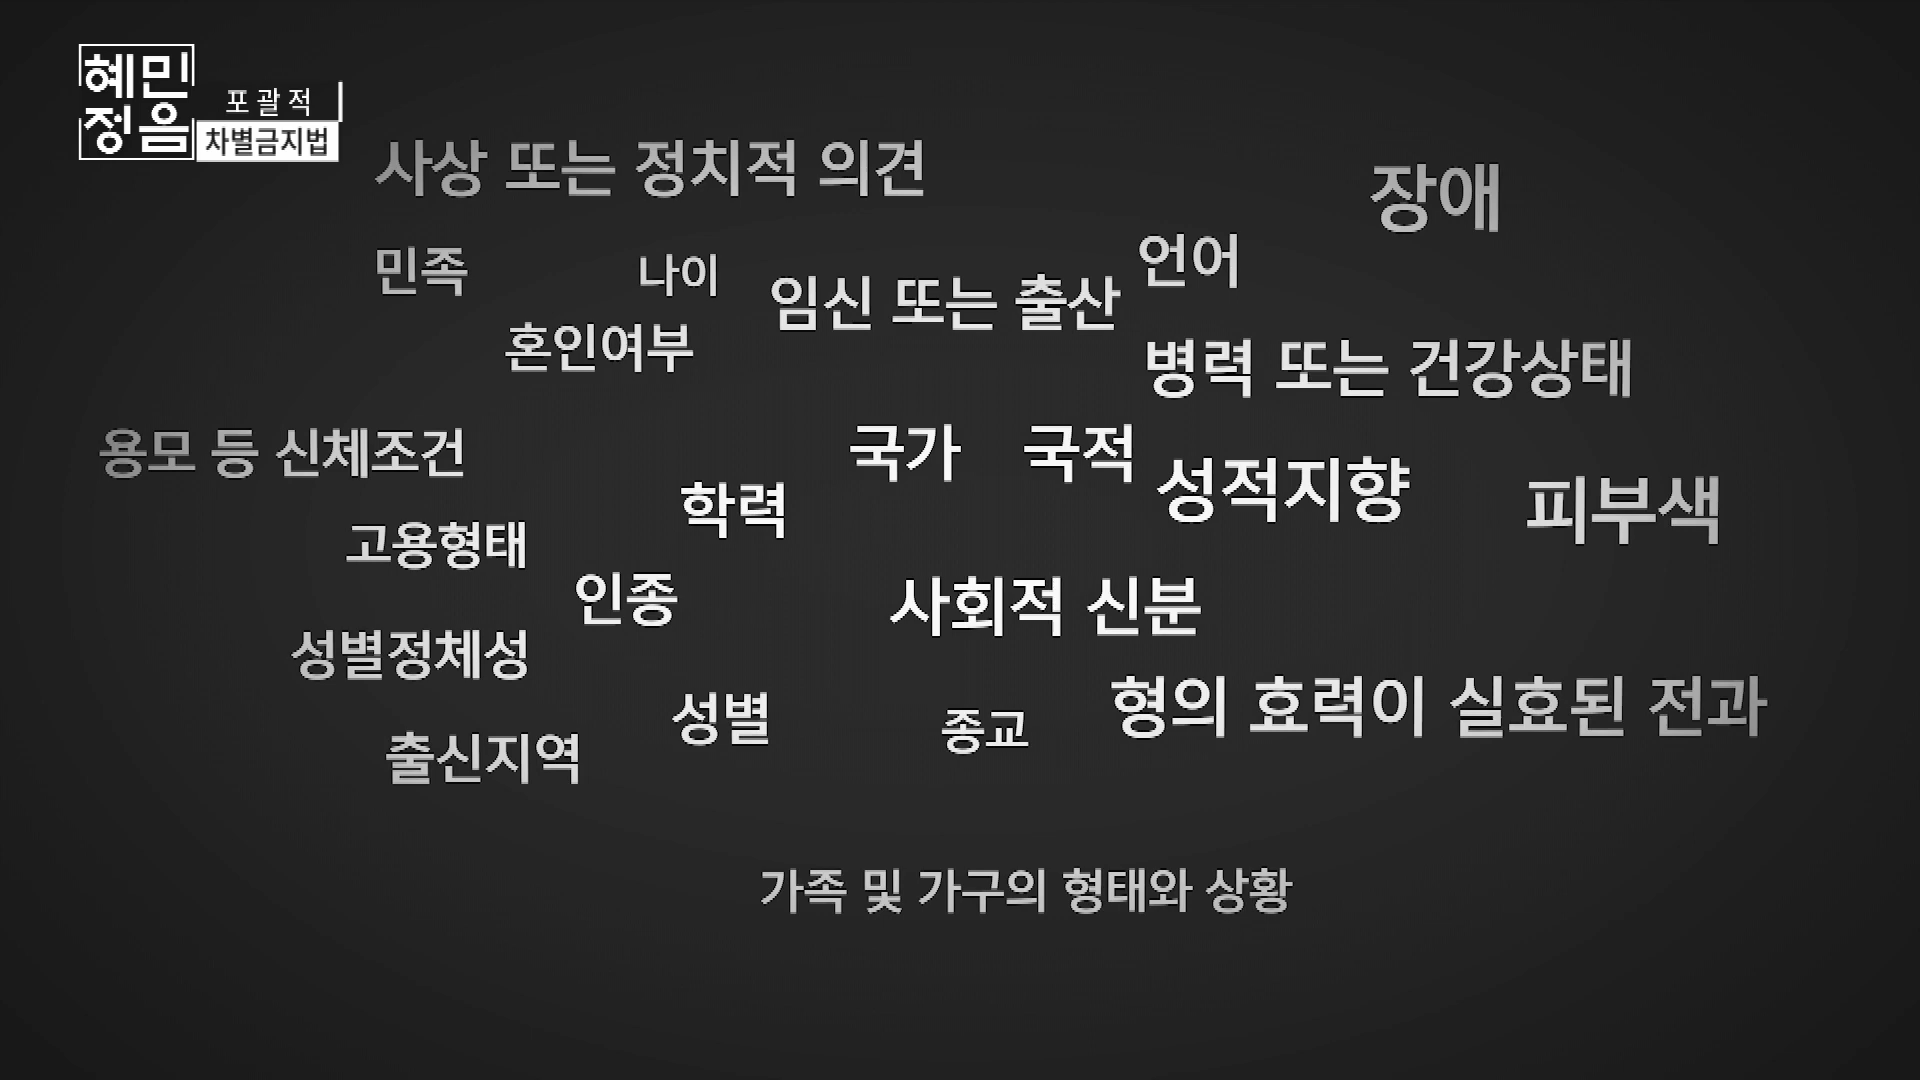 혜민
정음
포괄적
차별금지법
사상 또는 정치적 의견
장애
민족
나이
임신 또는 출산
언어
혼인여부
병력 또는 건강상태
용모 등 신체조건
국가
국적
성적지향
피부색
학력
고용형태
인종
사회적 신분
성별정체성
성별
종교
형의 효력이 실효된 전과
출신지역
가족 및 가구의 형태와 상황